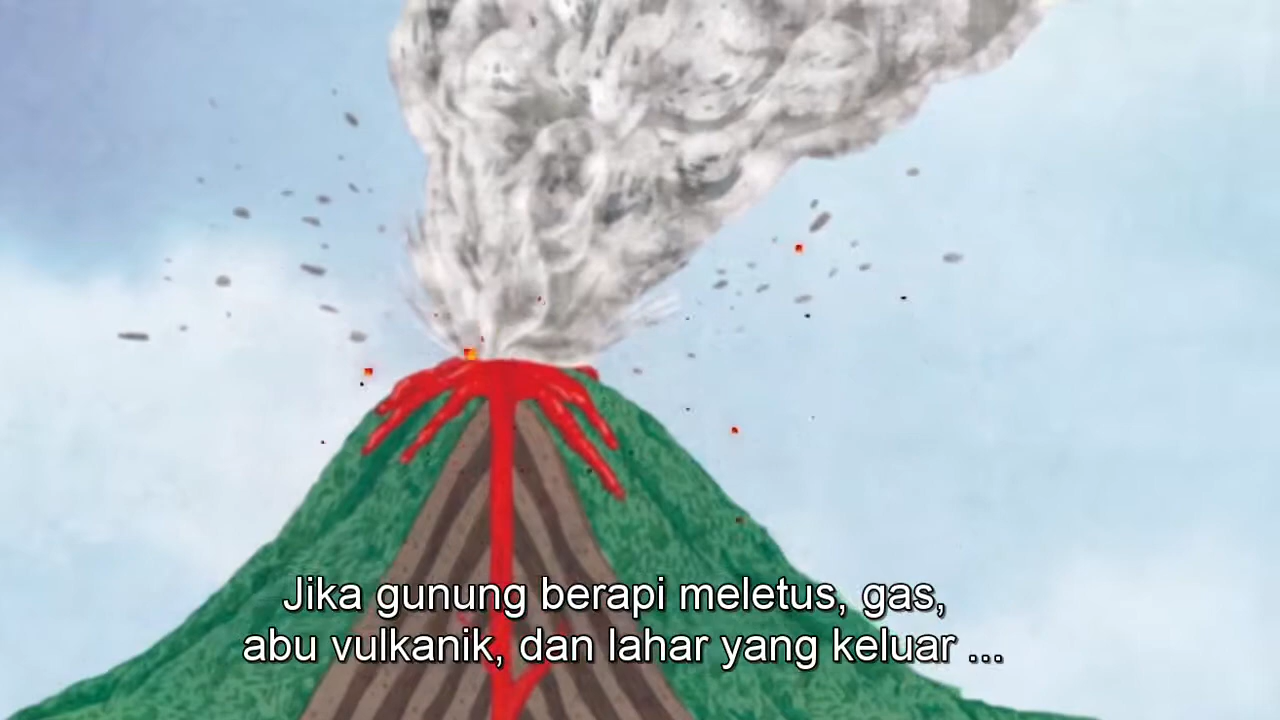 Jika gunung berapi meletus, gas,
abu vulkanik, dan lahar yang keluar ...